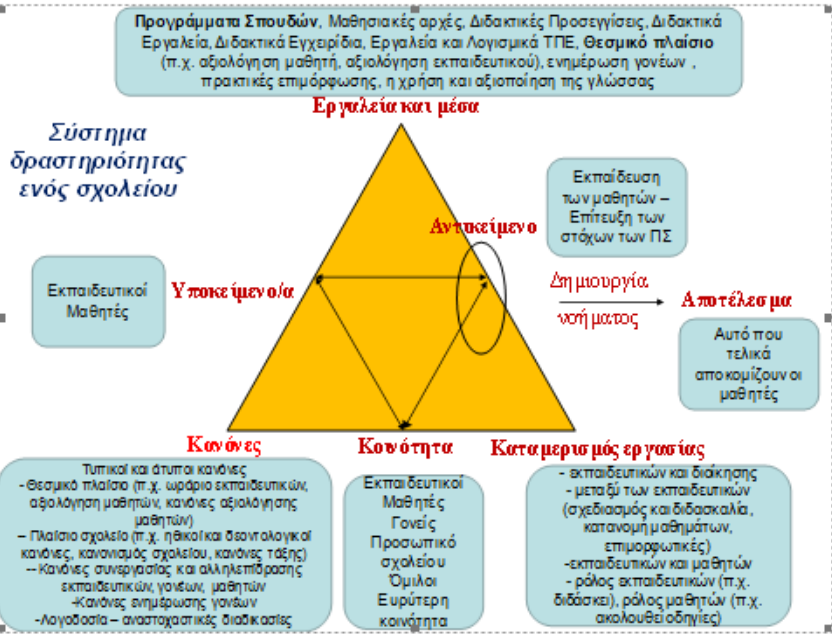 Προγράμματα Σπουδών, Μαθησιακές αρχές, Διδακτικές Προσεγγίσεις, Διδακτικά
Εργαλεία, Διδακτικά Εγχειρίδια, Εργαλεία και Λογισμικά ΤΠΕ, Θεσμικό πλαίσιο
(π.χ. αξιολόγηση μαθητή, αξιολόγηση εκπαιδευτικού), ενημέρωση γονέων ,
πρακτικές επιμόρφωσης, η χρήση και αξιοποίηση της γλώσσας
Εργαλεία και μέσα
Σύστημα
δραστηριότητας
ενός σχολείου
Εκπαίδευση
των μαθητών –
Επίτευξη των
στόχων των ΠΣ
Αντικείμενο
Εκπαιδευτικοί
Μαθητές
Υποκείμενο/α
Δημιουργία
νοήματος
Αποτέλεσμα
Αυτό που
τελικά
αποκομίζουν οι
μαθητές
Κανόνες
Κοινότητα
Καταμερισμός εργασίας
Τυπικοί και άτυποι κανόνες
- Θεσμικό πλαίσιο (π.χ. ωράριο εκπαιδευτικών,
αξιολόγηση μαθητών, κανόνες αξιολόγησης
μαθητών)
– Πλαίσιο σχολείο (π.χ. ηθικοί και δεοντολογικοί
κανόνες, κανονισμός σχολείου, κανόνες τάξης)
-- Κανόνες συνεργασίας και αλληλεπίδρασης
εκπαιδευτικών, γονέων, μαθητών
-Κανόνες ενημέρωσης γονέων
-Λογοδοσία – αναστοχαστικές διαδικασίες
Εκπαιδευτικοί
Μαθητές
Γονείς
Προσωπικό
σχολείου
Όμιλοι
Ευρύτερη
κοινότητα
- εκπαιδευτικών και διοίκησης
- μεταξύ των εκπαιδευτικών
(σχεδιασμός και διδασκαλία,
κατανομή μαθημάτων,
επιμορφωτικές)
-εκπαιδευτικών και μαθητών
- ρόλος εκπαιδευτικών (π.χ.
διδάσκει), ρόλος μαθητών (π.χ.
ακολουθεί οδηγίες)